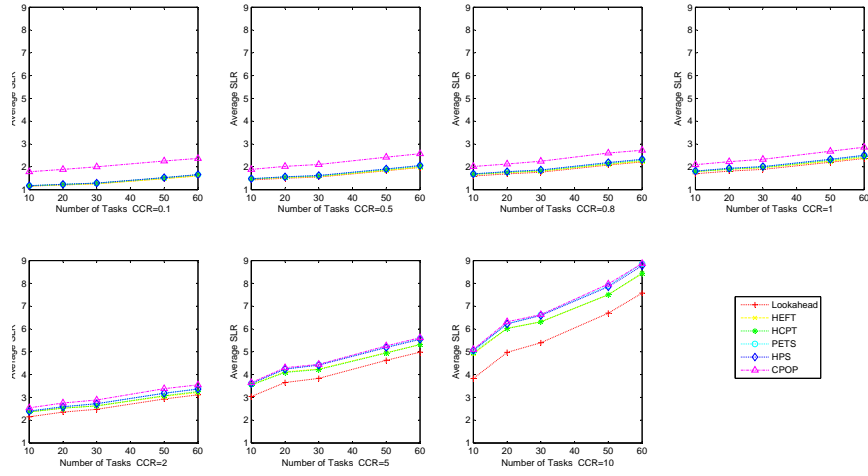 9
8
7
6
5
4
3
2
1
10 20 30 40 50 60
Number of Tasks CCR=0.1
Average SLR
9
8
7
6
5
4
3
2
1
10 20 30 40 50 60
Number of Tasks CCR=0.5
Average SLR
9
8
7
6
5
4
3
2
1
10 20 30 40 50 60
Number of Tasks CCR=0.8
Average SLR
9
8
7
6
5
4
3
2
1
10 20 30 40 50 60
Number of Tasks CCR=1
Average SLR
9
8
7
6
5
4
3
2
1
10 20 30 40 50 60
Number of Tasks CCR=2
Average SLR
9
8
7
6
5
4
3
2
1
10 20 30 40 50 60
Number of Tasks CCR=5
Average SLR
9
8
7
6
5
4
3
2
1
10 20 30 40 50 60
Number of Tasks CCR=10
Lookahead
HEFT
HCPT
PETS
HPS
CPOP